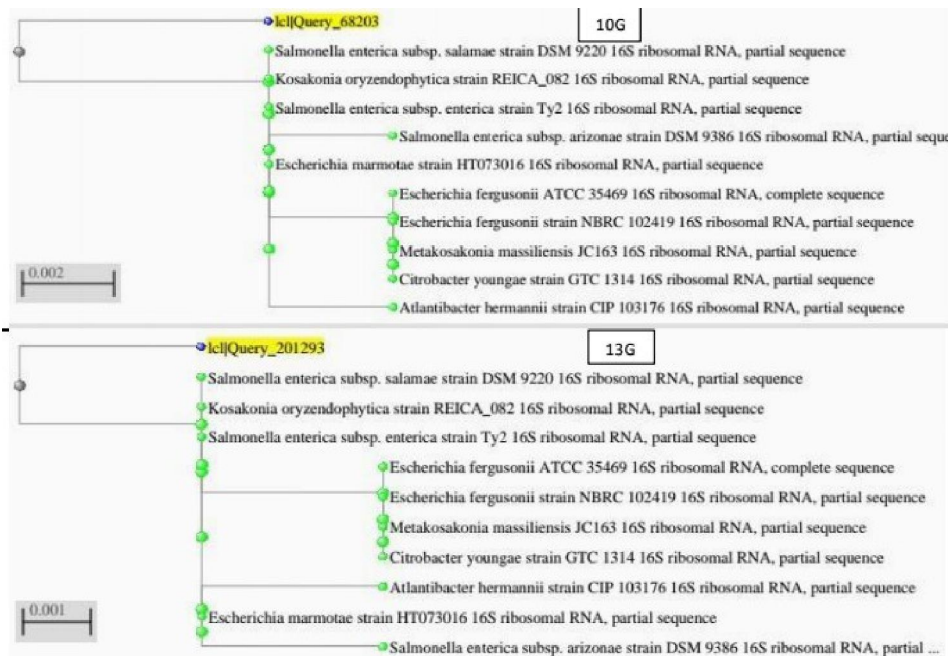 lcl|Query_68203
10G
Salmonella enterica subsp. salamae strain DSM 9220 16S ribosomal RNA, partial sequence
Kosakonia oryzendophytica strain REICA_082 16S ribosomal RNA, partial sequence
Salmonella enterica subsp. enterica strain Ty2 16S ribosomal RNA, partial sequence
Salmonella enterica subsp. arizonae strain DSM 9386 16S ribosomal RNA, partial seque
Escherichia marmotae strain HT073016 16S ribosomal RNA, partial sequence
Escherichia fergusonii ATCC 35469 16S ribosomal RNA, complete sequence
Escherichia fergusonii strain NBRC 102419 16S ribosomal RNA, partial sequence
Metakosakonia massiliensis JC163 16S ribosomal RNA, partial sequence
Citrobacter youngae strain GTC 1314 16S ribosomal RNA, partial sequence
Atlantibacter hermannii strain CIP 103176 16S ribosomal RNA, partial sequence
0.002
lcl|Query_201293
13G
Salmonella enterica subsp. salamae strain DSM 9220 16S ribosomal RNA, partial sequence
Kosakonia oryzendophytica strain REICA_082 16S ribosomal RNA, partial sequence
Salmonella enterica subsp. enterica strain Ty2 16S ribosomal RNA, partial sequence
Escherichia fergusonii ATCC 35469 16S ribosomal RNA, complete sequence
Escherichia fergusonii strain NBRC 102419 16S ribosomal RNA, partial sequence
Metakosakonia massiliensis JC163 16S ribosomal RNA, partial sequence
Citrobacter youngae strain GTC 1314 16S ribosomal RNA, partial sequence
Atlantibacter hermannii strain CIP 103176 16S ribosomal RNA, partial sequence
0.001
Escherichia marmotae strain HT073016 16S ribosomal RNA, partial sequence
Salmonella enterica subsp. arizonae strain DSM 9386 16S ribosomal RNA, partial ...